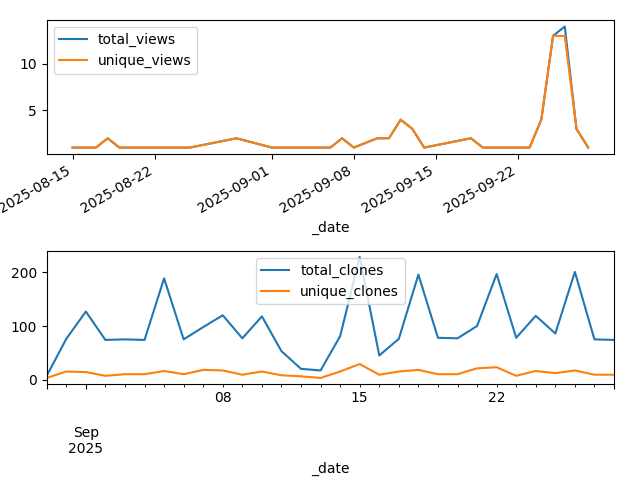 total_views
unique_views
10
5
2025-08-15
2025-08-22
2025-09-01
2025-09-08
2025-09-15
2025-09-22
_date
total_clones
unique_clones
200
100
0
08
15
22
Sep
2025
_date